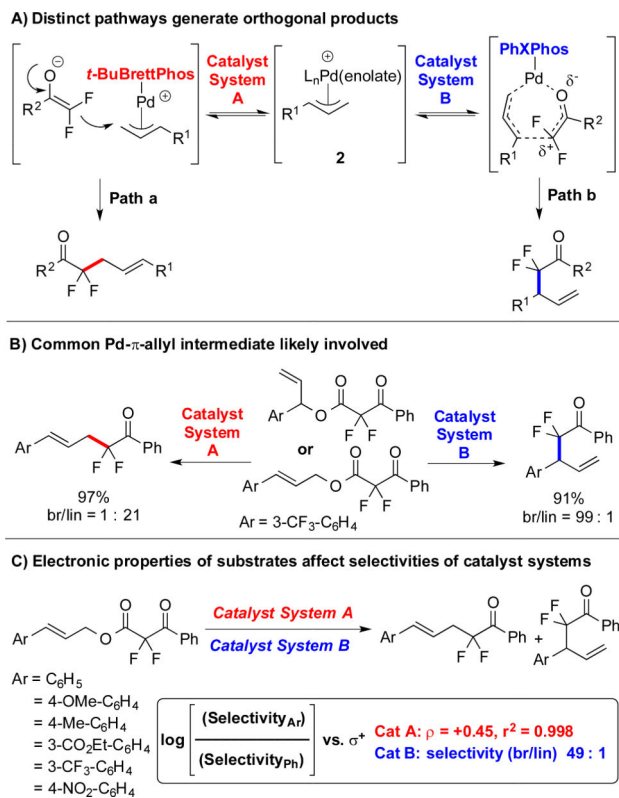 A) Distinct pathways generate orthogonal products
t-BuBrettPhos
Catalyst
System
A
LnPd(enolate)
2
Catalyst
System
B
PhXPhos
Pd
O
R2
F
F
Pd
R1
R1
O δ-
R2
F
F
δ+
R1
Path a
Path b
O
R2
F F
R1
O
F
F
R2
R1
B) Common Pd-π-allyl intermediate likely involved
O
Ar
Ph
F F
97%
br/lin = 1 : 21
Catalyst
System
A
O O
Ar O Ph
F F
or
O O
Ar O Ph
F F
Ar = 3-CF3-C6H4
Catalyst
System
B
O
F
F
Ph
Ar
91%
br/lin = 99 : 1
C) Electronic properties of substrates affect selectivities of catalyst systems
O O
Ar O Ph
F F
Catalyst System A
Catalyst System B
O
Ar Ph
F F
+
O
F
F
Ph
Ar
Ar = C6H5
= 4-OMe-C6H4
= 4-Me-C6H4
= 3-CO2Et-C6H4
= 3-CF3-C6H4
= 4-NO2-C6H4
log [ (SelectivityAr) / (SelectivityPh) ] vs. σ+
Cat A: ρ = +0.45, r2 = 0.998
Cat B: selectivity (br/lin) 49 : 1